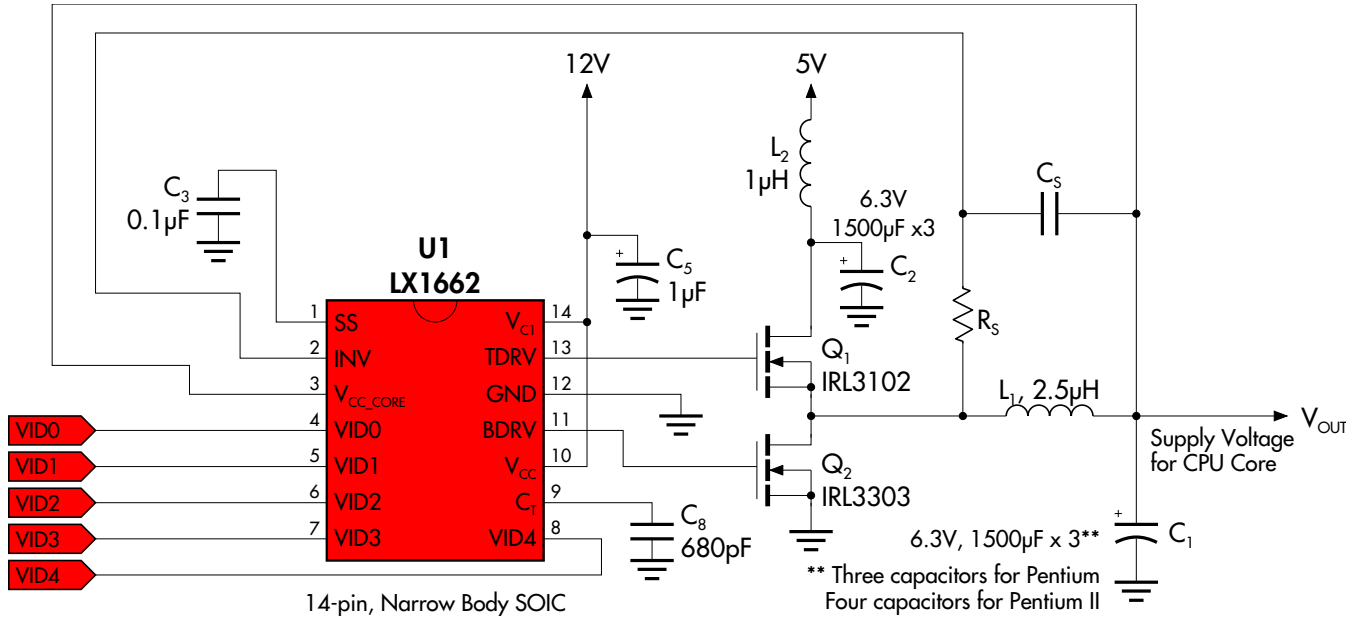 12V
5V
L2
1µH
CS
C3
0.1µF
6.3V
1500µF x3
U1
LX1662
+
C5
1µF
+
C2
1
SS
VC1
14
2
INV
TDRV
13
Q1
IRL3102
RS
3
VCC_CORE
GND
12
L1, 2.5µH
VID0
4
VID0
BDRV
11
VOUT
Supply Voltage
for CPU Core
VID1
5
VID1
VCC
10
Q2
IRL3303
VID2
6
VID2
CT
9
VID3
7
VID3
VID4
8
C8
680pF
+
6.3V, 1500µF x 3**
C1
VID4
** Three capacitors for Pentium
Four capacitors for Pentium II
14-pin, Narrow Body SOIC